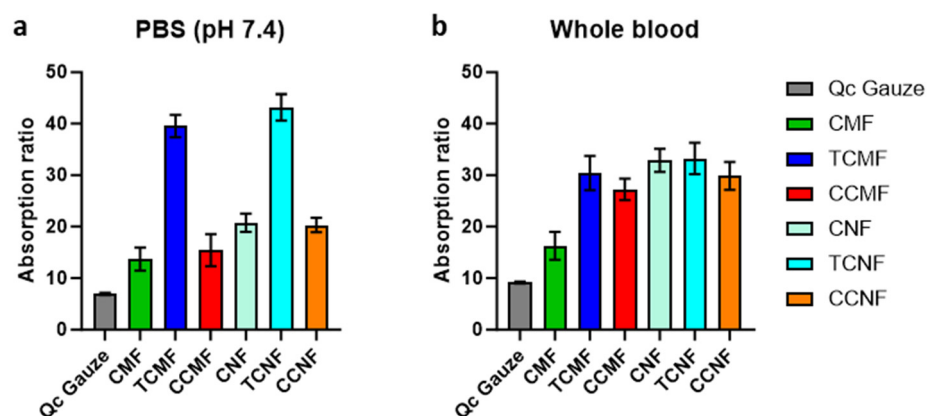 a
PBS (pH 7.4)
Absorption ratio
50
40
30
20
10
0
Qc Gauze
CMF
TCMF
CCMF
CNF
TCNF
CCNF
b
Whole blood
Absorption ratio
50
40
30
20
10
0
Qc Gauze
CMF
TCMF
CCMF
CNF
TCNF
CCNF
Qc Gauze
CMF
TCMF
CCMF
CNF
TCNF
CCNF